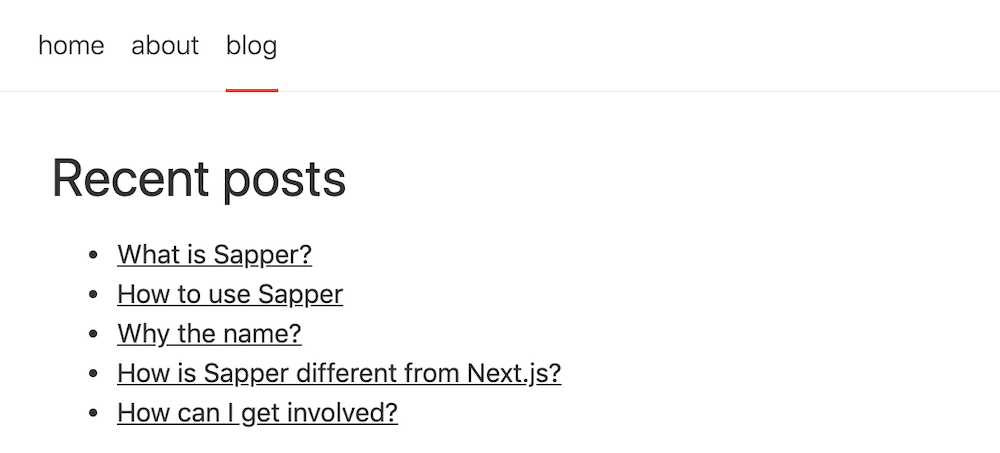 home about blog
Recent posts
• What is Sapper?
• How to use Sapper
• Why the name?
• How is Sapper different from Next.js?
• How can I get involved?